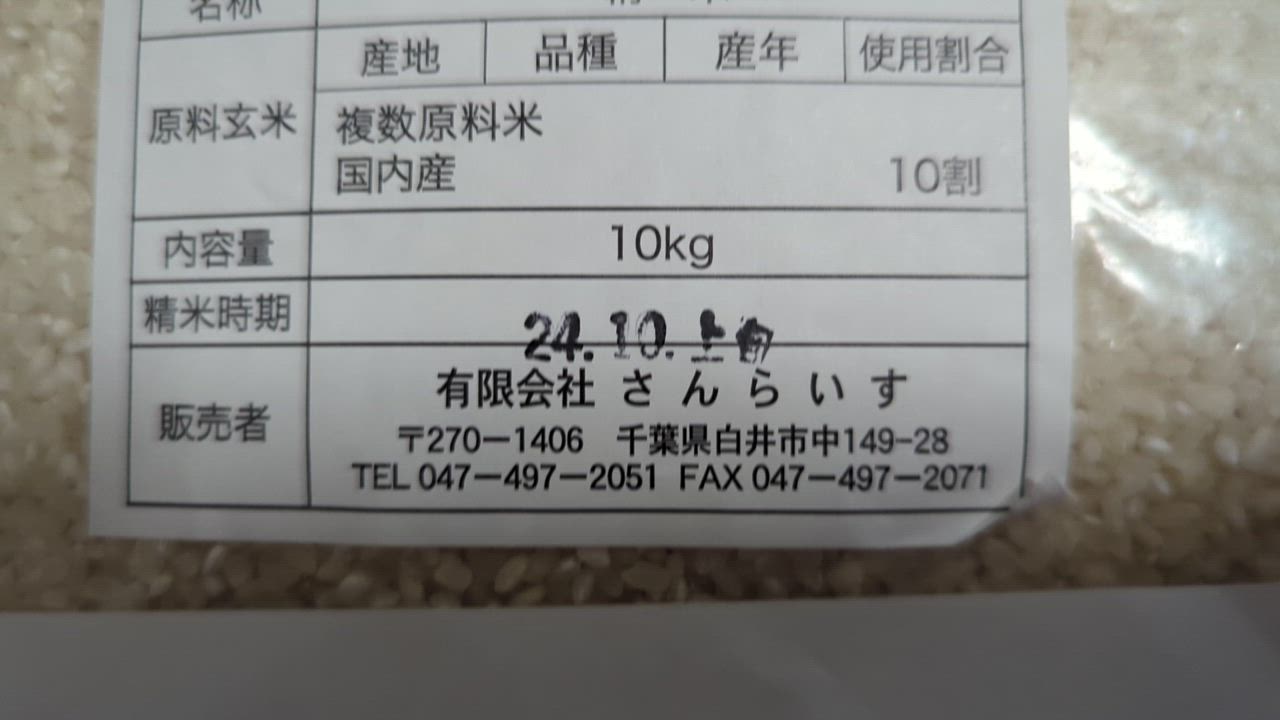 名称
産地 品種 産年 使用割合
原料玄米
複数原料米
国内産 10割
内容量 10kg
精米時期 24.10.上旬
販売者
有限会社 さんらいす
〒270-1406 千葉県白井市中149-28
TEL 047-497-2051 FAX 047-497-2071